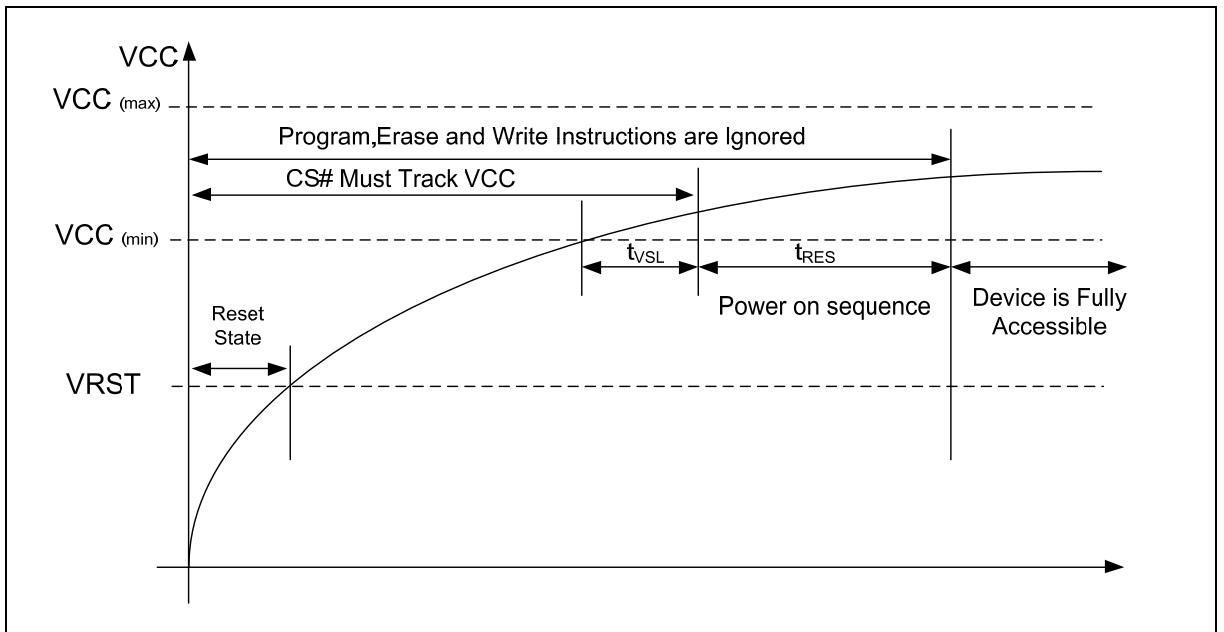 VCC
VCC (max)
Program,Erase and Write Instructions are Ignored
CS# Must Track VCC
VCC (min)
tVSL
tRES
Power on sequence
Device is Fully
Accessible
Reset
State
VRST